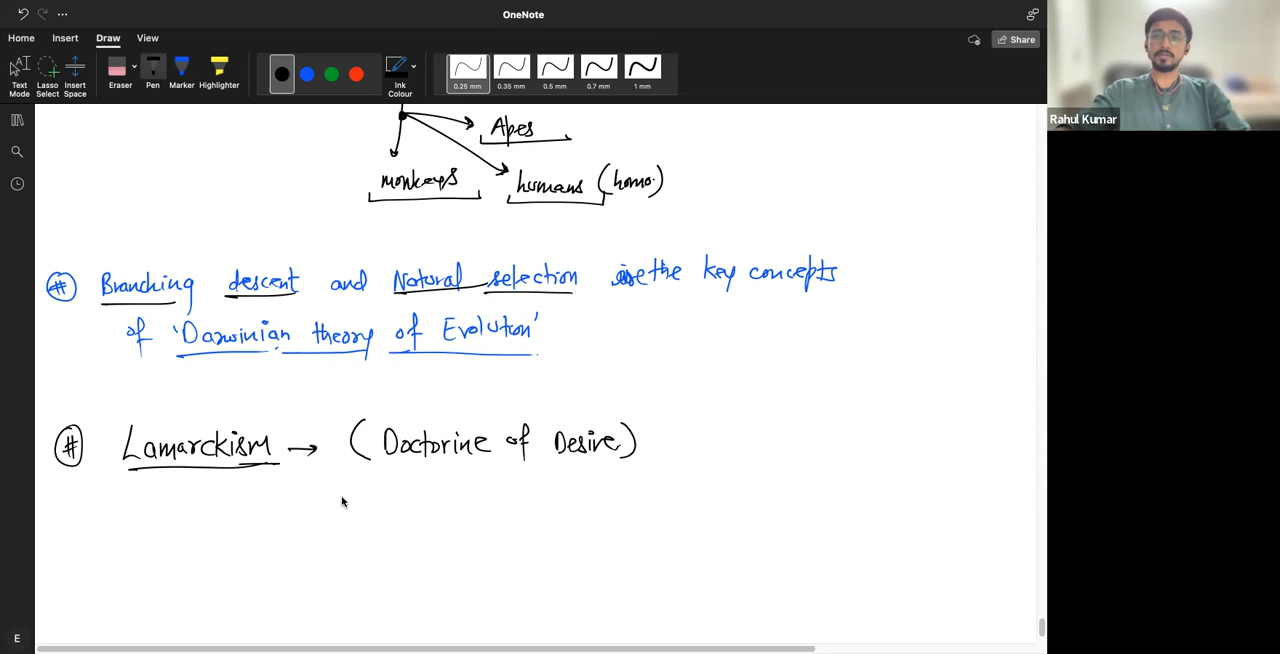 OneNote
Home Insert Draw View
Share
Text Mode Lasso Select Insert Space Eraser Pen Marker Highlighter Ink Colour 0.25 mm 0.35 mm 0.5 mm 0.7 mm 1 mm
Rahul Kumar
Apes
monkeys humans (homo.)
# Branching descent and Natural selection are the key concepts
of 'Darwinian theory of Evolution'
# Lamarckism → (Doctorine of Desire)
E